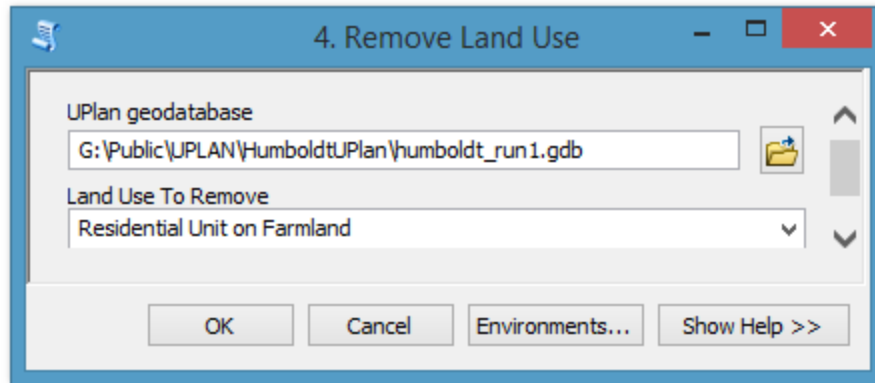 4. Remove Land Use
UPlan geodatabase
G:\Public\UPLAN\HumboldtUPlan\humboldt_run1.gdb
Land Use To Remove
Residential Unit on Farmland
OK Cancel Environments... Show Help >>